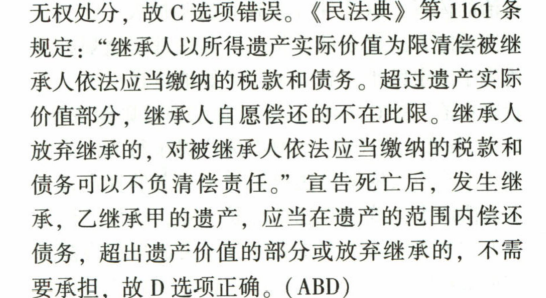 无权处分，故 C 选项错误。《民法典》第 1161 条
规定：“继承人以所得遗产实际价值为限清偿被继
承人依法应当缴纳的税款和债务。超过遗产实际
价值部分，继承人自愿偿还的不在此限。继承人
放弃继承的，对被继承人依法应当缴纳的税款和
债务可以不负清偿责任。”宣告死亡后，发生继
承，乙继承甲的遗产，应当在遗产的范围内偿还
债务，超出遗产价值的部分或放弃继承的，不需
要承担，故 D 选项正确。(ABD)